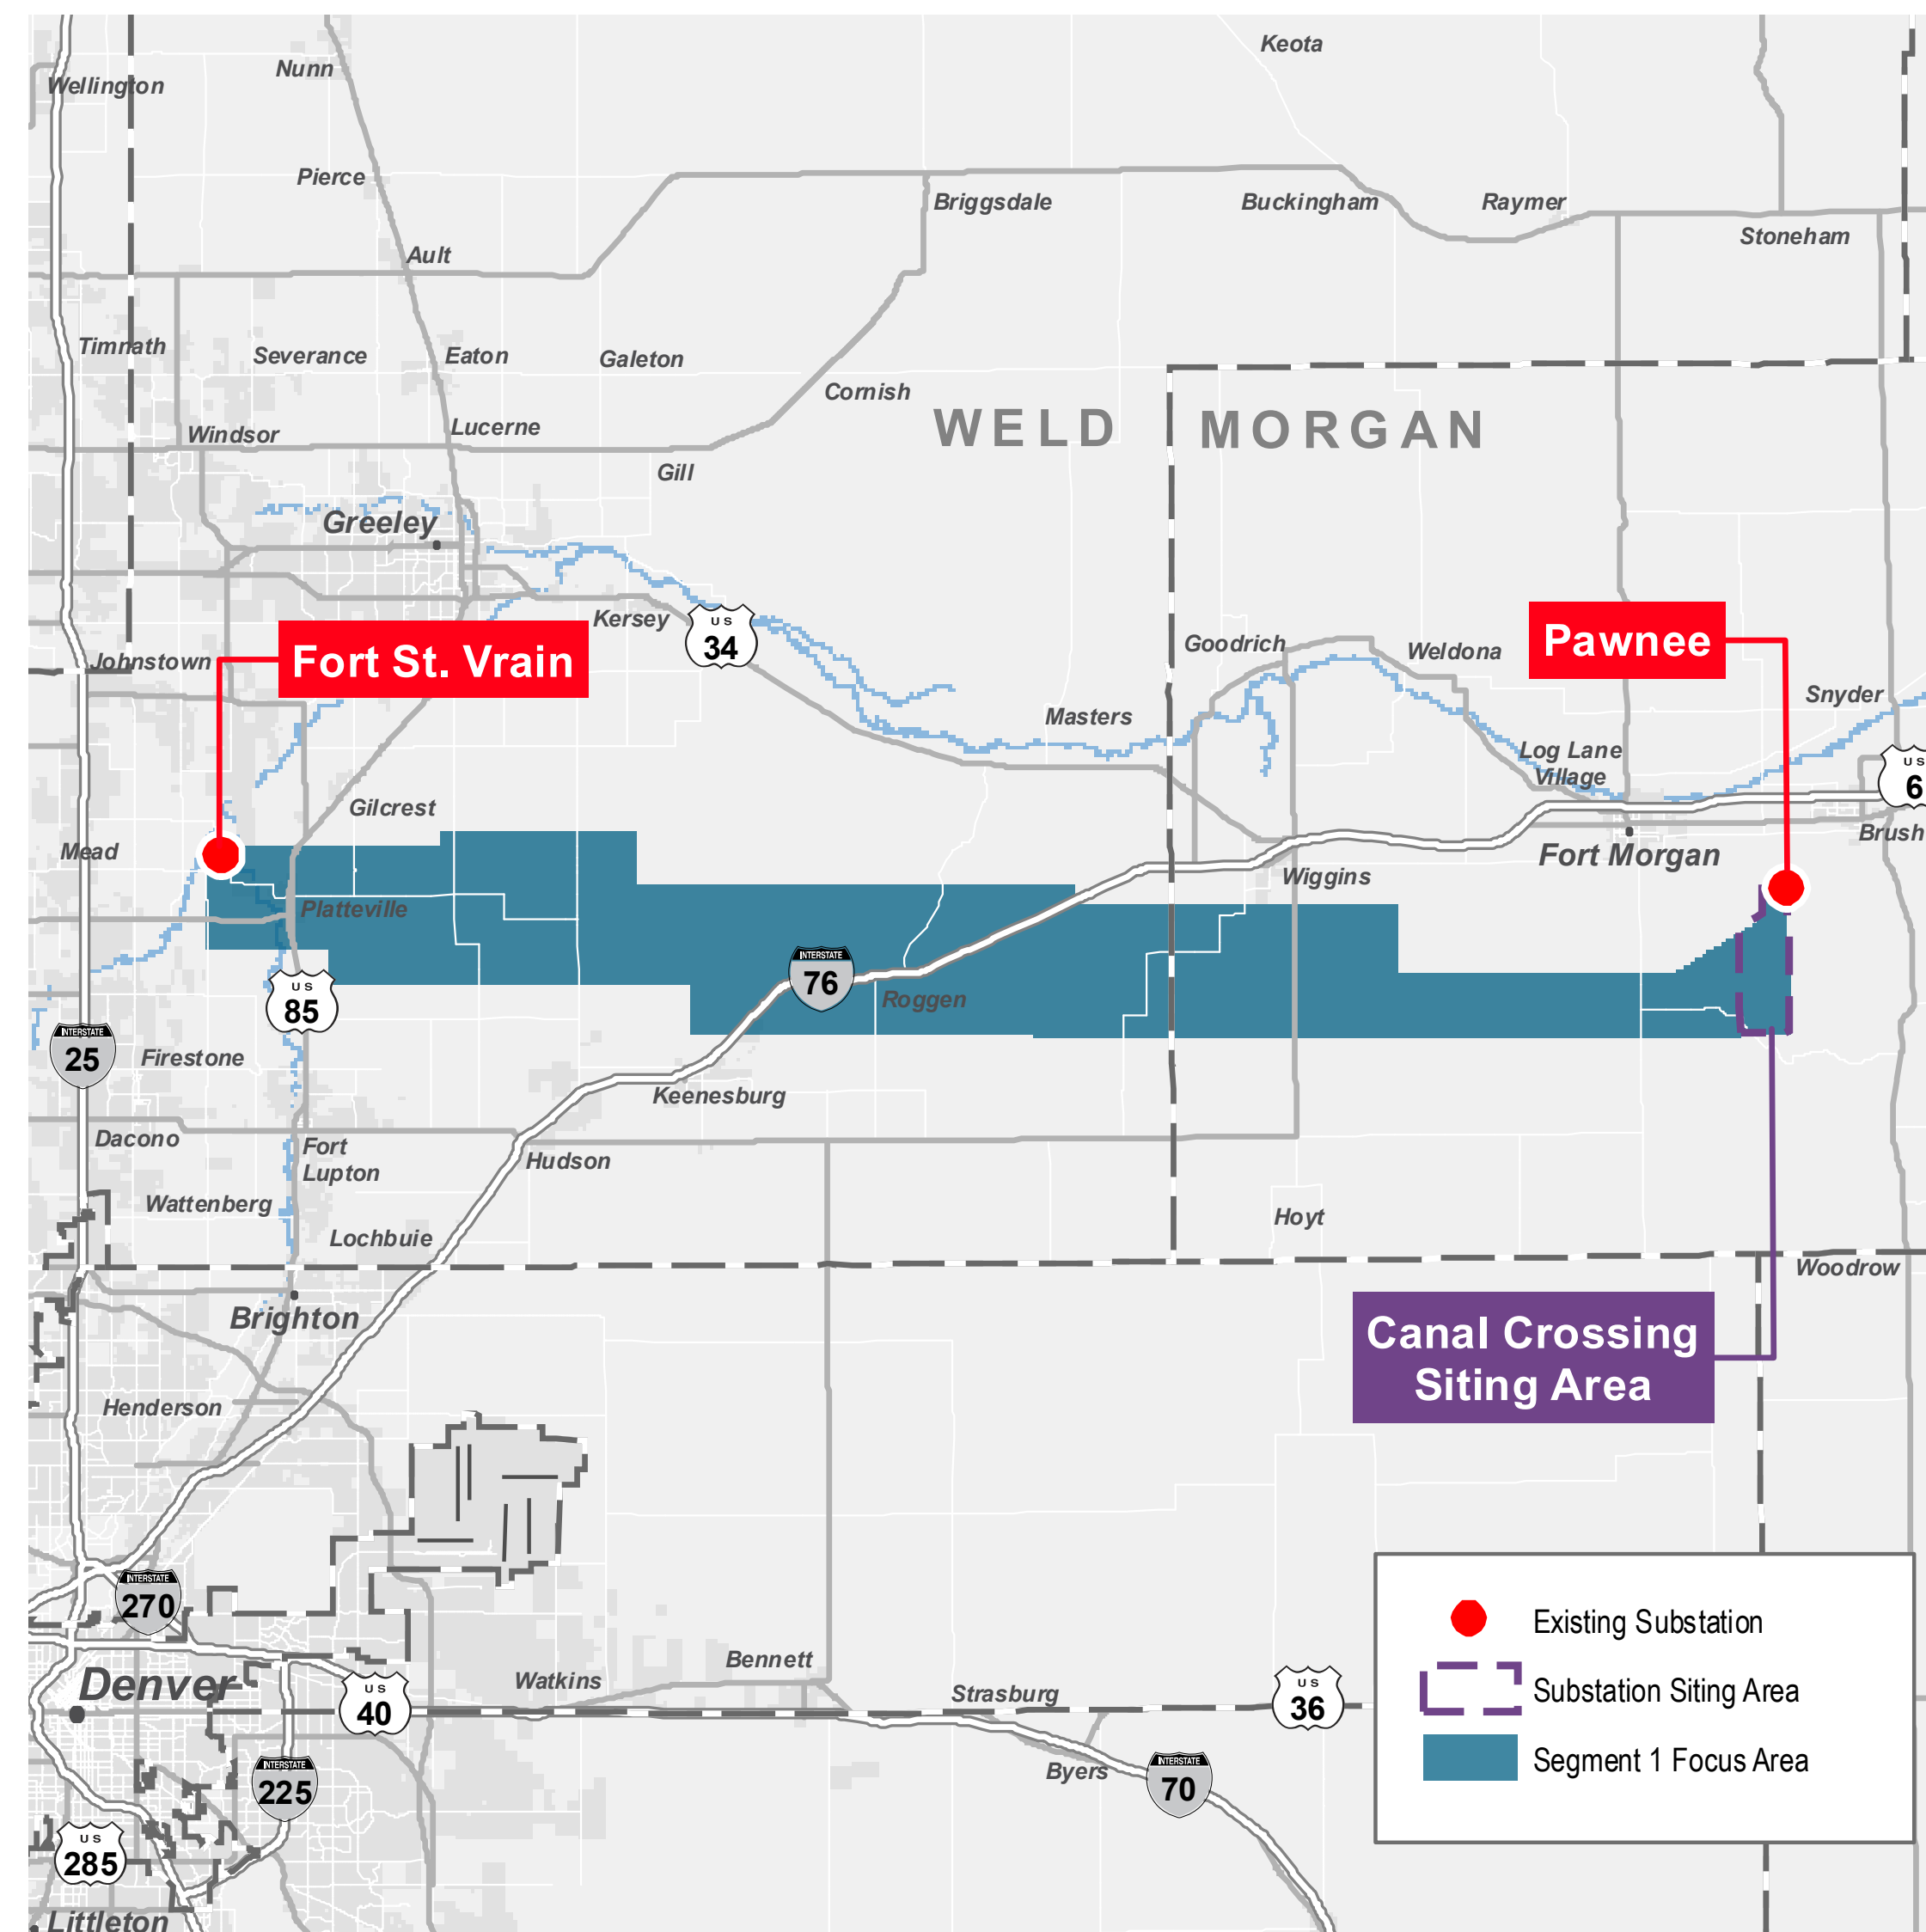 Keota
Nunn
Wellington
Pierce
Briggsdale
Buckingham
Raymer
Stoneham
Ault
Timnath
Severance
Eaton
Galeton
Cornish
WELD
MORGAN
Windsor
Lucerne
Gill
Greeley
Kersey
US
34
Goodrich
Weldona
Pawnee
Johnstown
Fort St. Vrain
Snyder
Masters
Log Lane
Village
US
6
Gilcrest
Mead
Brush
Fort Morgan
Wiggins
Platteville
INTERSTATE
76
Roggen
US
85
INTERSTATE
25
Firestone
Keenesburg
Dacono
Fort
Lupton
Hudson
Wattenberg
Hoyt
Lochbuie
Woodrow
Brighton
Canal Crossing
Siting Area
Henderson
INTERSTATE
270
Existing Substation
Denver
Watkins
Bennett
US
40
Strasburg
US
36
Substation Siting Area
Segment 1 Focus Area
INTERSTATE
225
Byers
INTERSTATE
70
US
285
Littleton